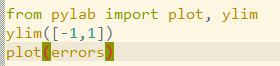 from pylab import plot, ylim
ylim([-1,1])
plot(errors)